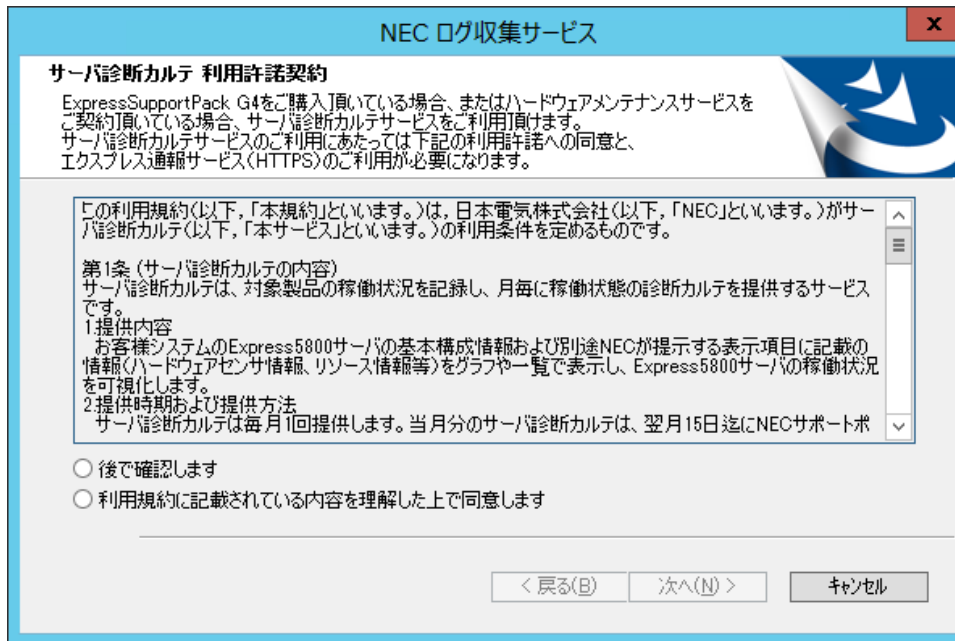 NEC ログ収集サービス
x
サーバ診断カルテ 利用許諾契約
ExpressSupportPack G4をご購入頂いている場合、またはハードウェアメンテナンスサービスを
ご契約頂いている場合、サーバ診断カルテサービスをご利用頂けます。
サーバ診断カルテサービスのご利用にあたっては下記の利用許諾への同意と、
エクスプレス通報サービス(HTTPS)のご利用が必要になります。
この利用規約(以下,「本規約」といいます。)は,日本電気株式会社(以下,「NEC」といいます。)がサー
バ診断カルテ(以下,「本サービス」といいます。)の利用条件を定めるものです。
第1条 (サーバ診断カルテの内容)
サーバ診断カルテは、対象製品の稼働状況を記録し、月毎に稼働状態の診断カルテを提供するサービス
です。
1.提供内容
お客様システムのExpress5800サーバの基本構成情報および別途NECが提示する表示項目に記載の
情報(ハードウェアセンサ情報、リソース情報等)をグラフや一覧で表示し、Express5800サーバの稼働状況
を可視化します。
2.提供時期および提供方法
サーバ診断カルテは毎月1回提供します。当月分のサーバ診断カルテは、翌月15日迄にNECサポートポ
後で確認します
利用規約に記載されている内容を理解した上で同意します
< 戻る(B)
次へ(N) >
キャンセル